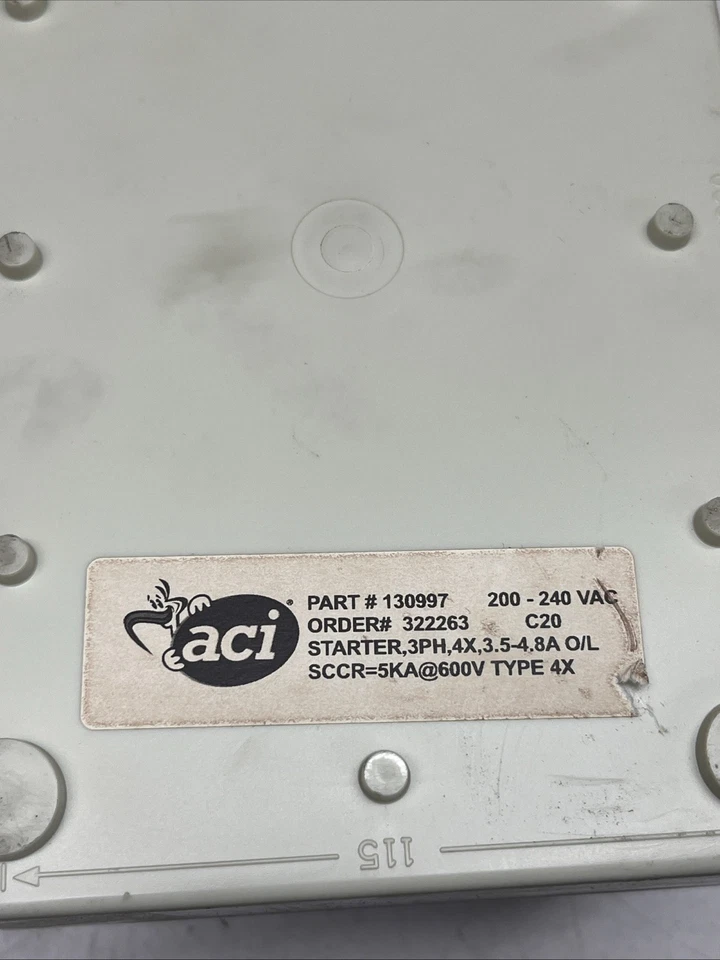 aci®
PART # 130997 200 - 240 VAC
ORDER# 322263 C20
STARTER,3PH,4X,3.5-4.8A O/L
SCCR=5KA@600V TYPE 4X
115